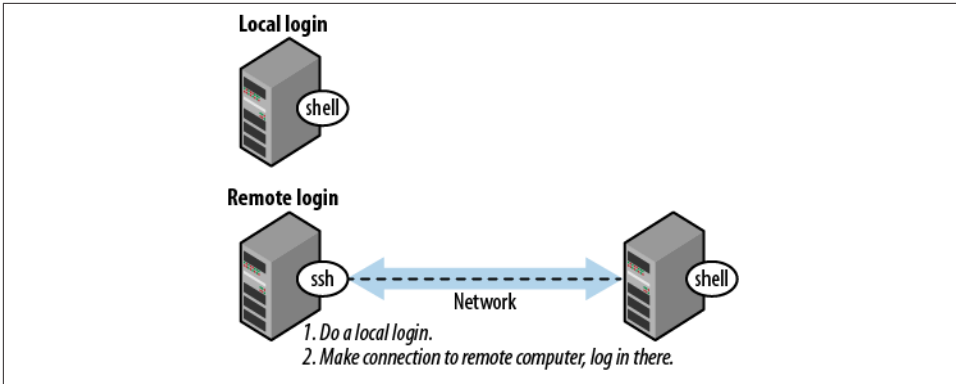 Local login
shell
Remote login
ssh
Network
shell
1. Do a local login.
2. Make connection to remote computer, log in there.